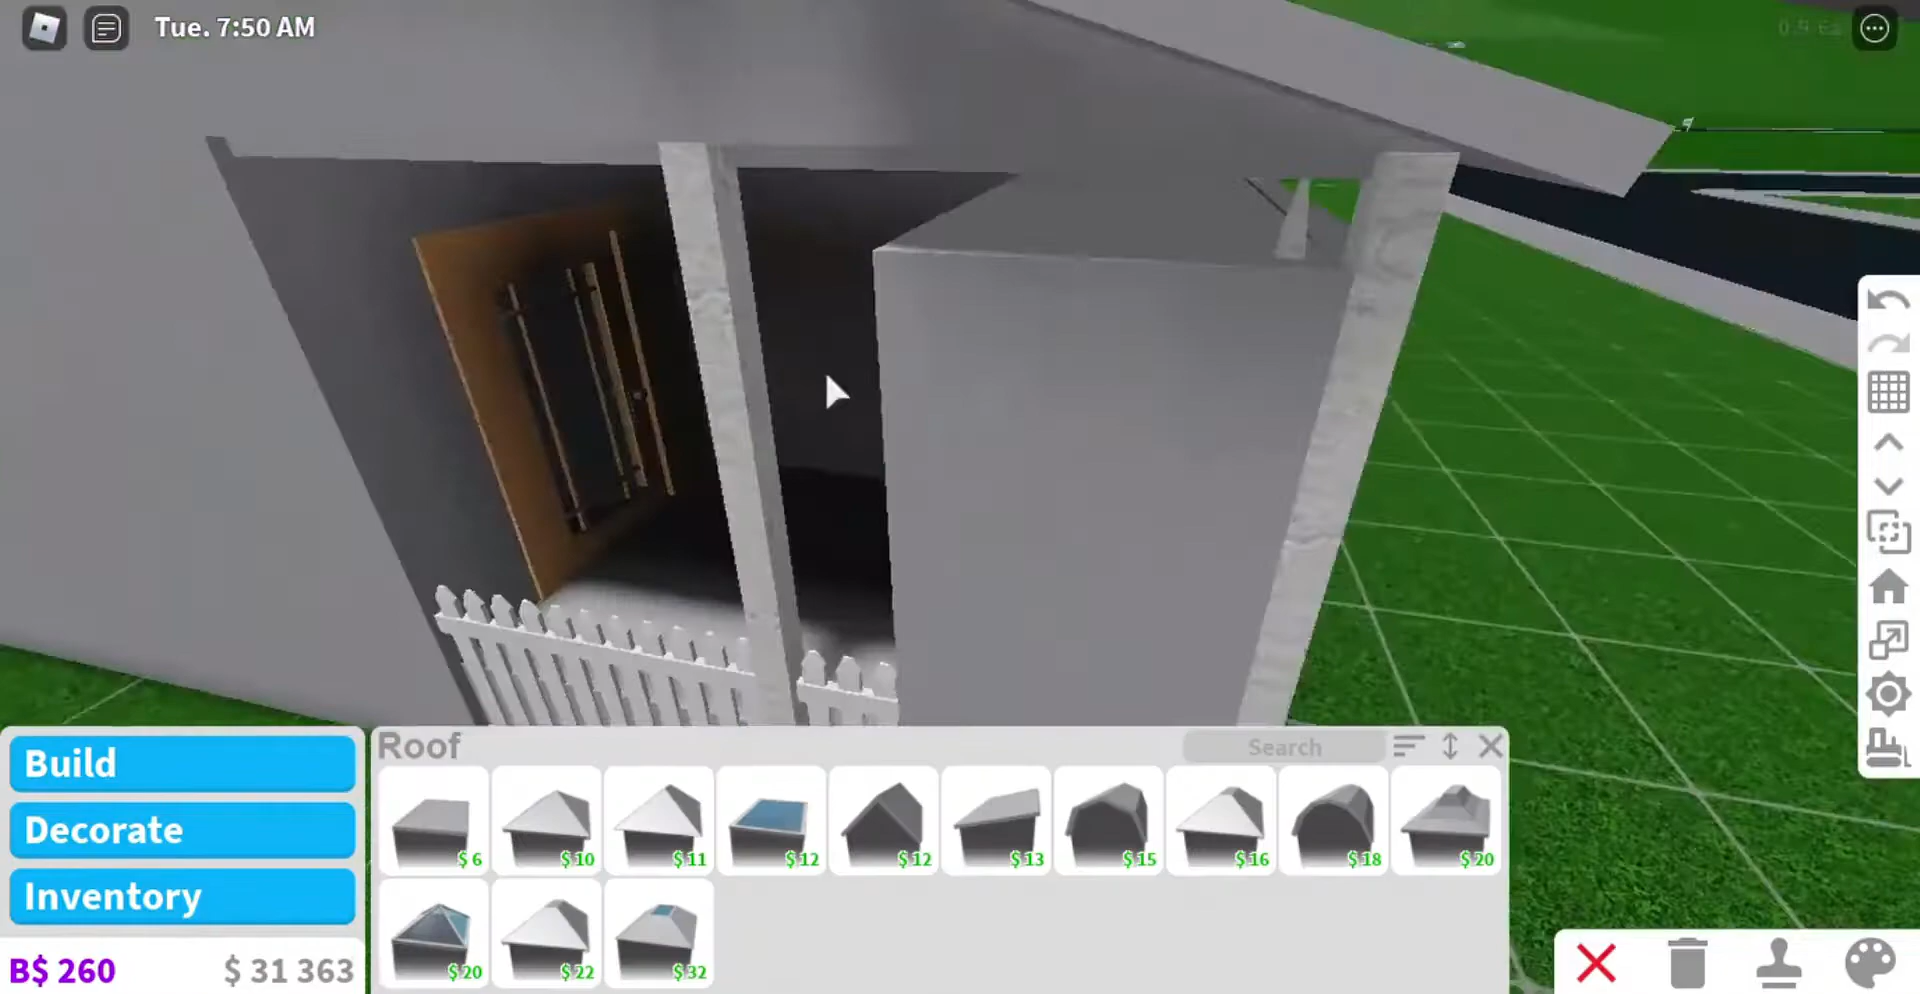 Tue. 7:50 AM
Roof
Search
Build
Decorate
Inventory
B$ 260
$ 31 363
$ 6
$ 10
$ 11
$ 12
$ 12
$ 13
$ 15
$ 16
$ 18
$ 20
$ 20
$ 22
$ 32